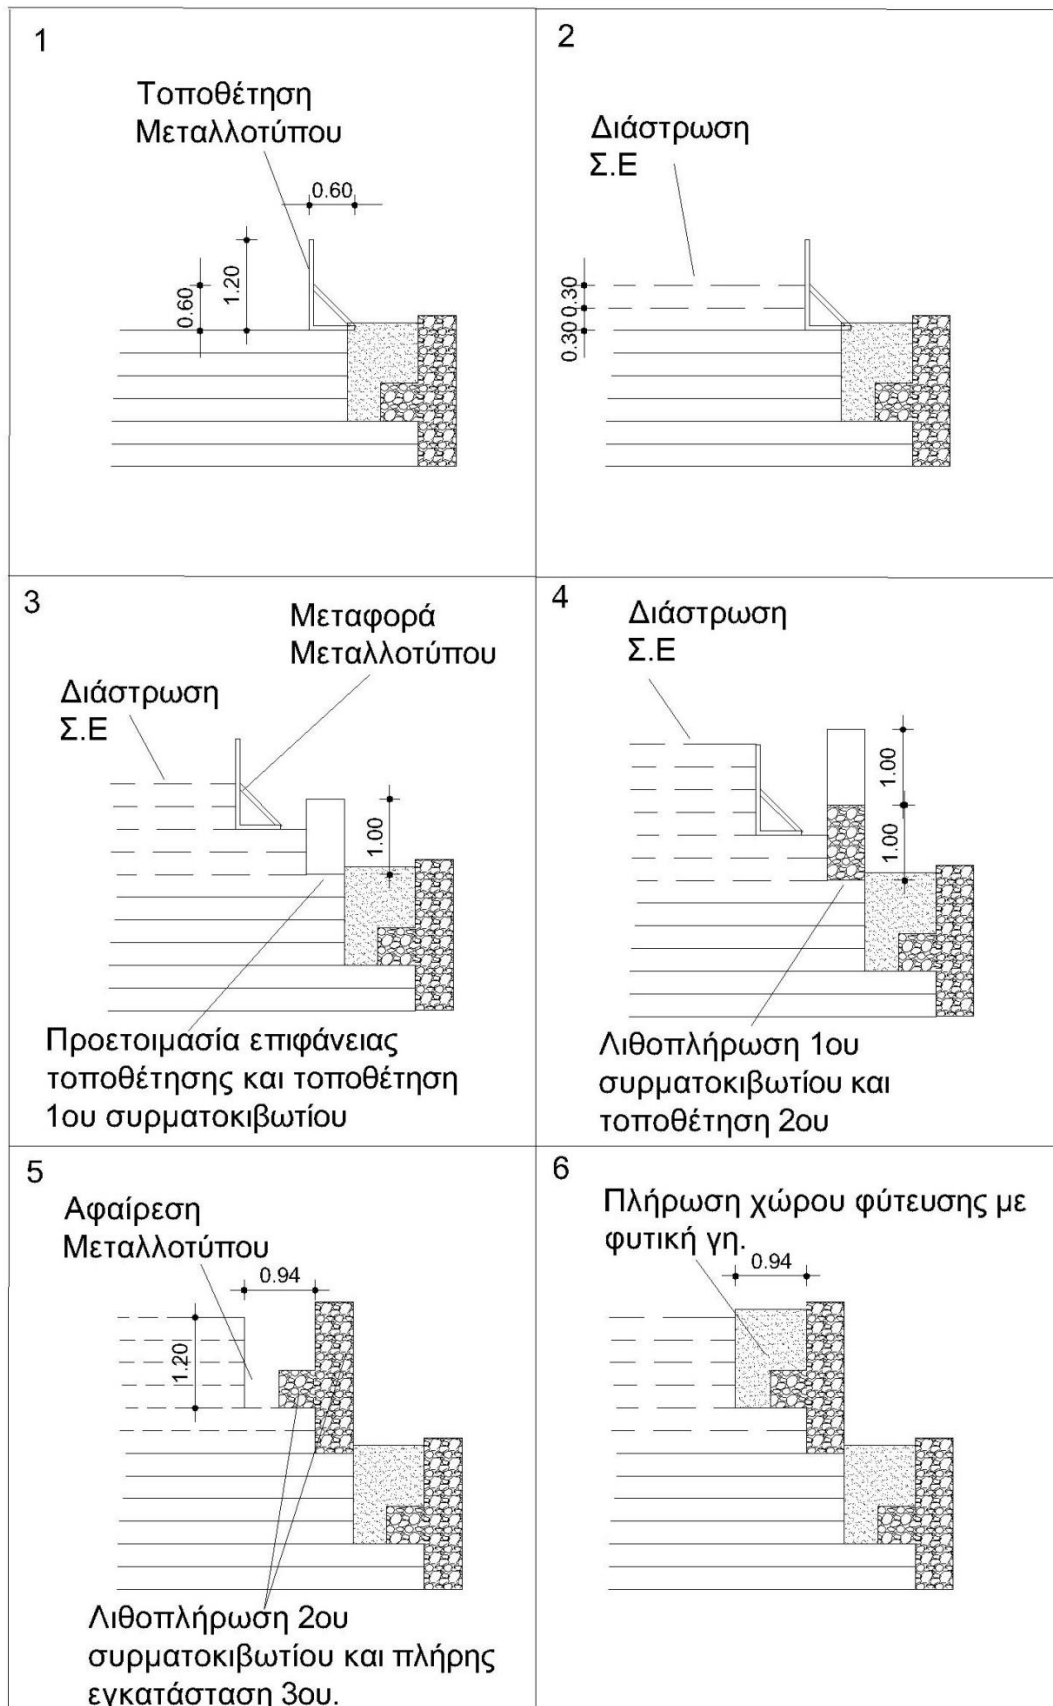 1
Τοποθέτηση
Μεταλλοτύπου
0.60
1.20
0.60
2
Διάστρωση
Σ.Ε
0.30
0.30
3
Μεταφορά
Μεταλλοτύπου
Διάστρωση
Σ.Ε
1.00
Προετοιμασία επιφάνειας
τοποθέτησης και τοποθέτηση
1ου συρματοκιβωτίου
4
Διάστρωση
Σ.Ε
1.00
1.00
Λιθοπλήρωση 1ου
συρματοκιβωτίου και
τοποθέτηση 2ου
5
Αφαίρεση
Μεταλλοτύπου
0.94
1.20
Λιθοπλήρωση 2ου
συρματοκιβωτίου και πλήρης
εγκατάσταση 3ου.
6
Πλήρωση χώρου φύτευσης με
φυτική γη.
0.94